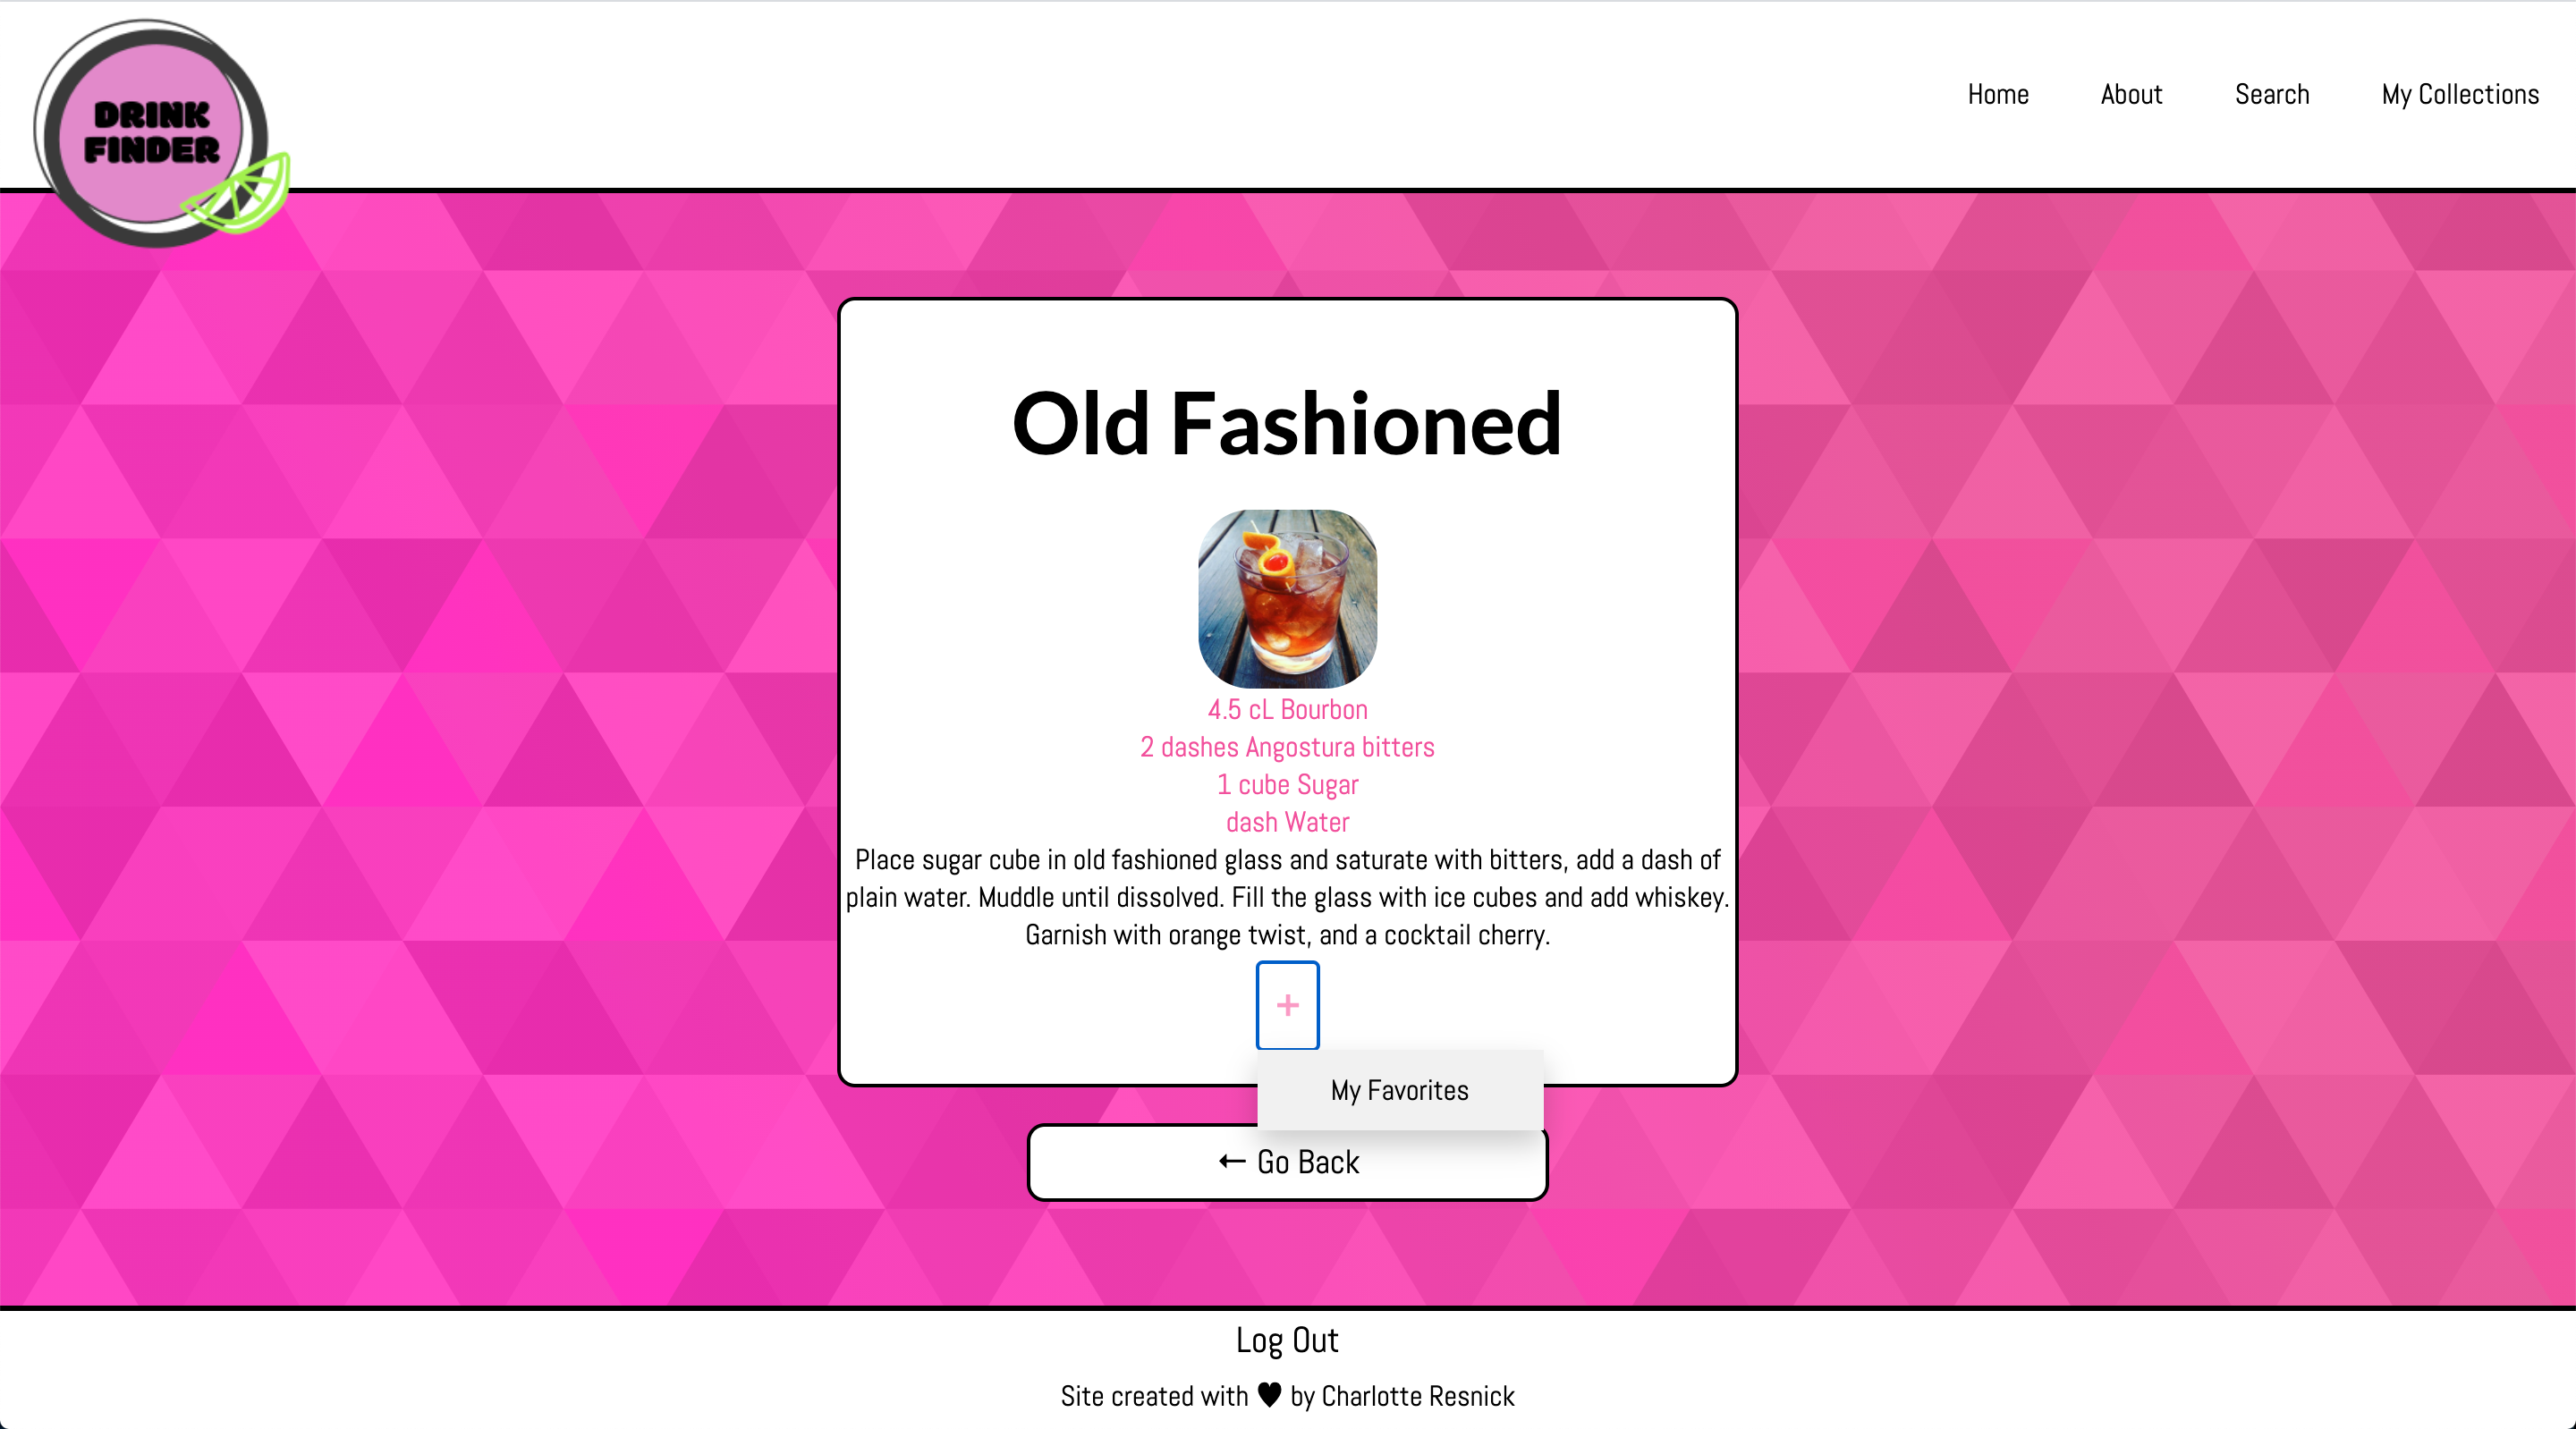 DRINK
FINDER
Home About Search My Collections
Old Fashioned
4.5 cL Bourbon
2 dashes Angostura bitters
1 cube Sugar
dash Water
Place sugar cube in old fashioned glass and saturate with bitters, add a dash of
plain water. Muddle until dissolved. Fill the glass with ice cubes and add whiskey.
Garnish with orange twist, and a cocktail cherry.
+
My Favorites
← Go Back
Log Out
Site created with ♥ by Charlotte Resnick